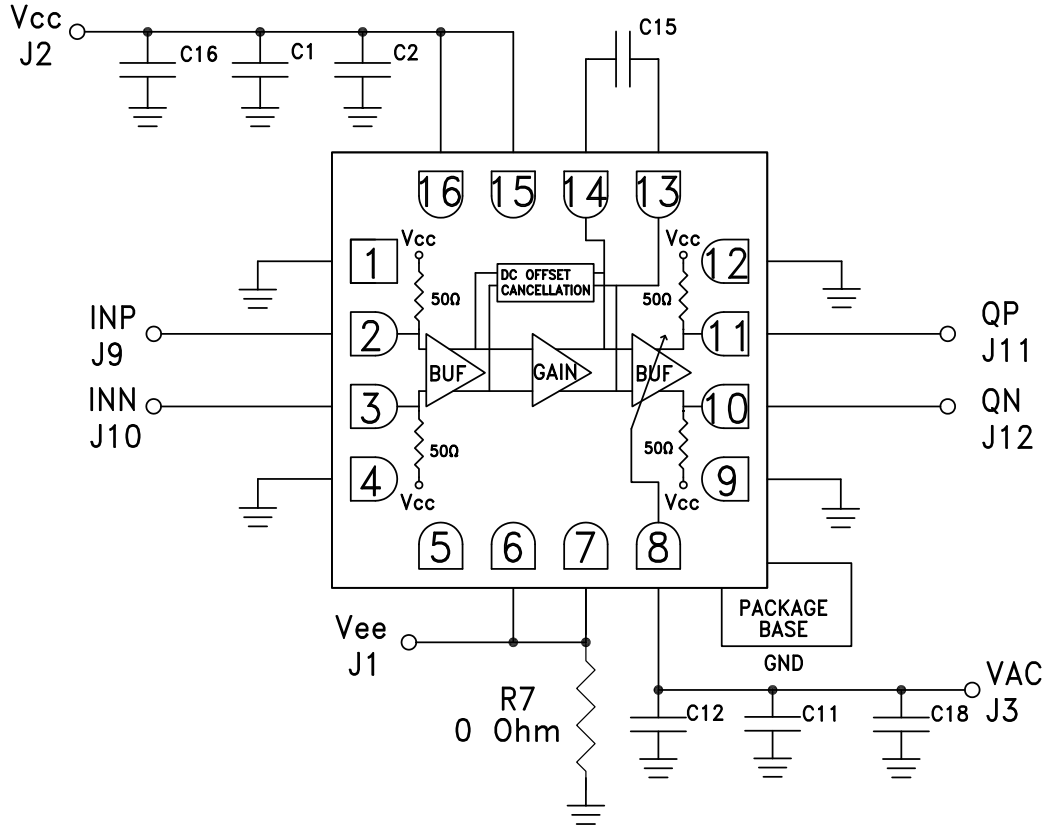 Vcc
J2
C16
C1
C2
C15
16
15
14
13
1
Vcc
50Ω
DC OFFSET
CANCELLATION
Vcc
50Ω
12
INP
J9
2
11
QP
J11
BUF
GAIN
BUF
INN
J10
3
10
QN
J12
4
50Ω
Vcc
50Ω
Vcc
9
5
6
7
8
PACKAGE
BASE
GND
Vee
J1
R7
0 Ohm
C12
C11
C18
VAC
J3